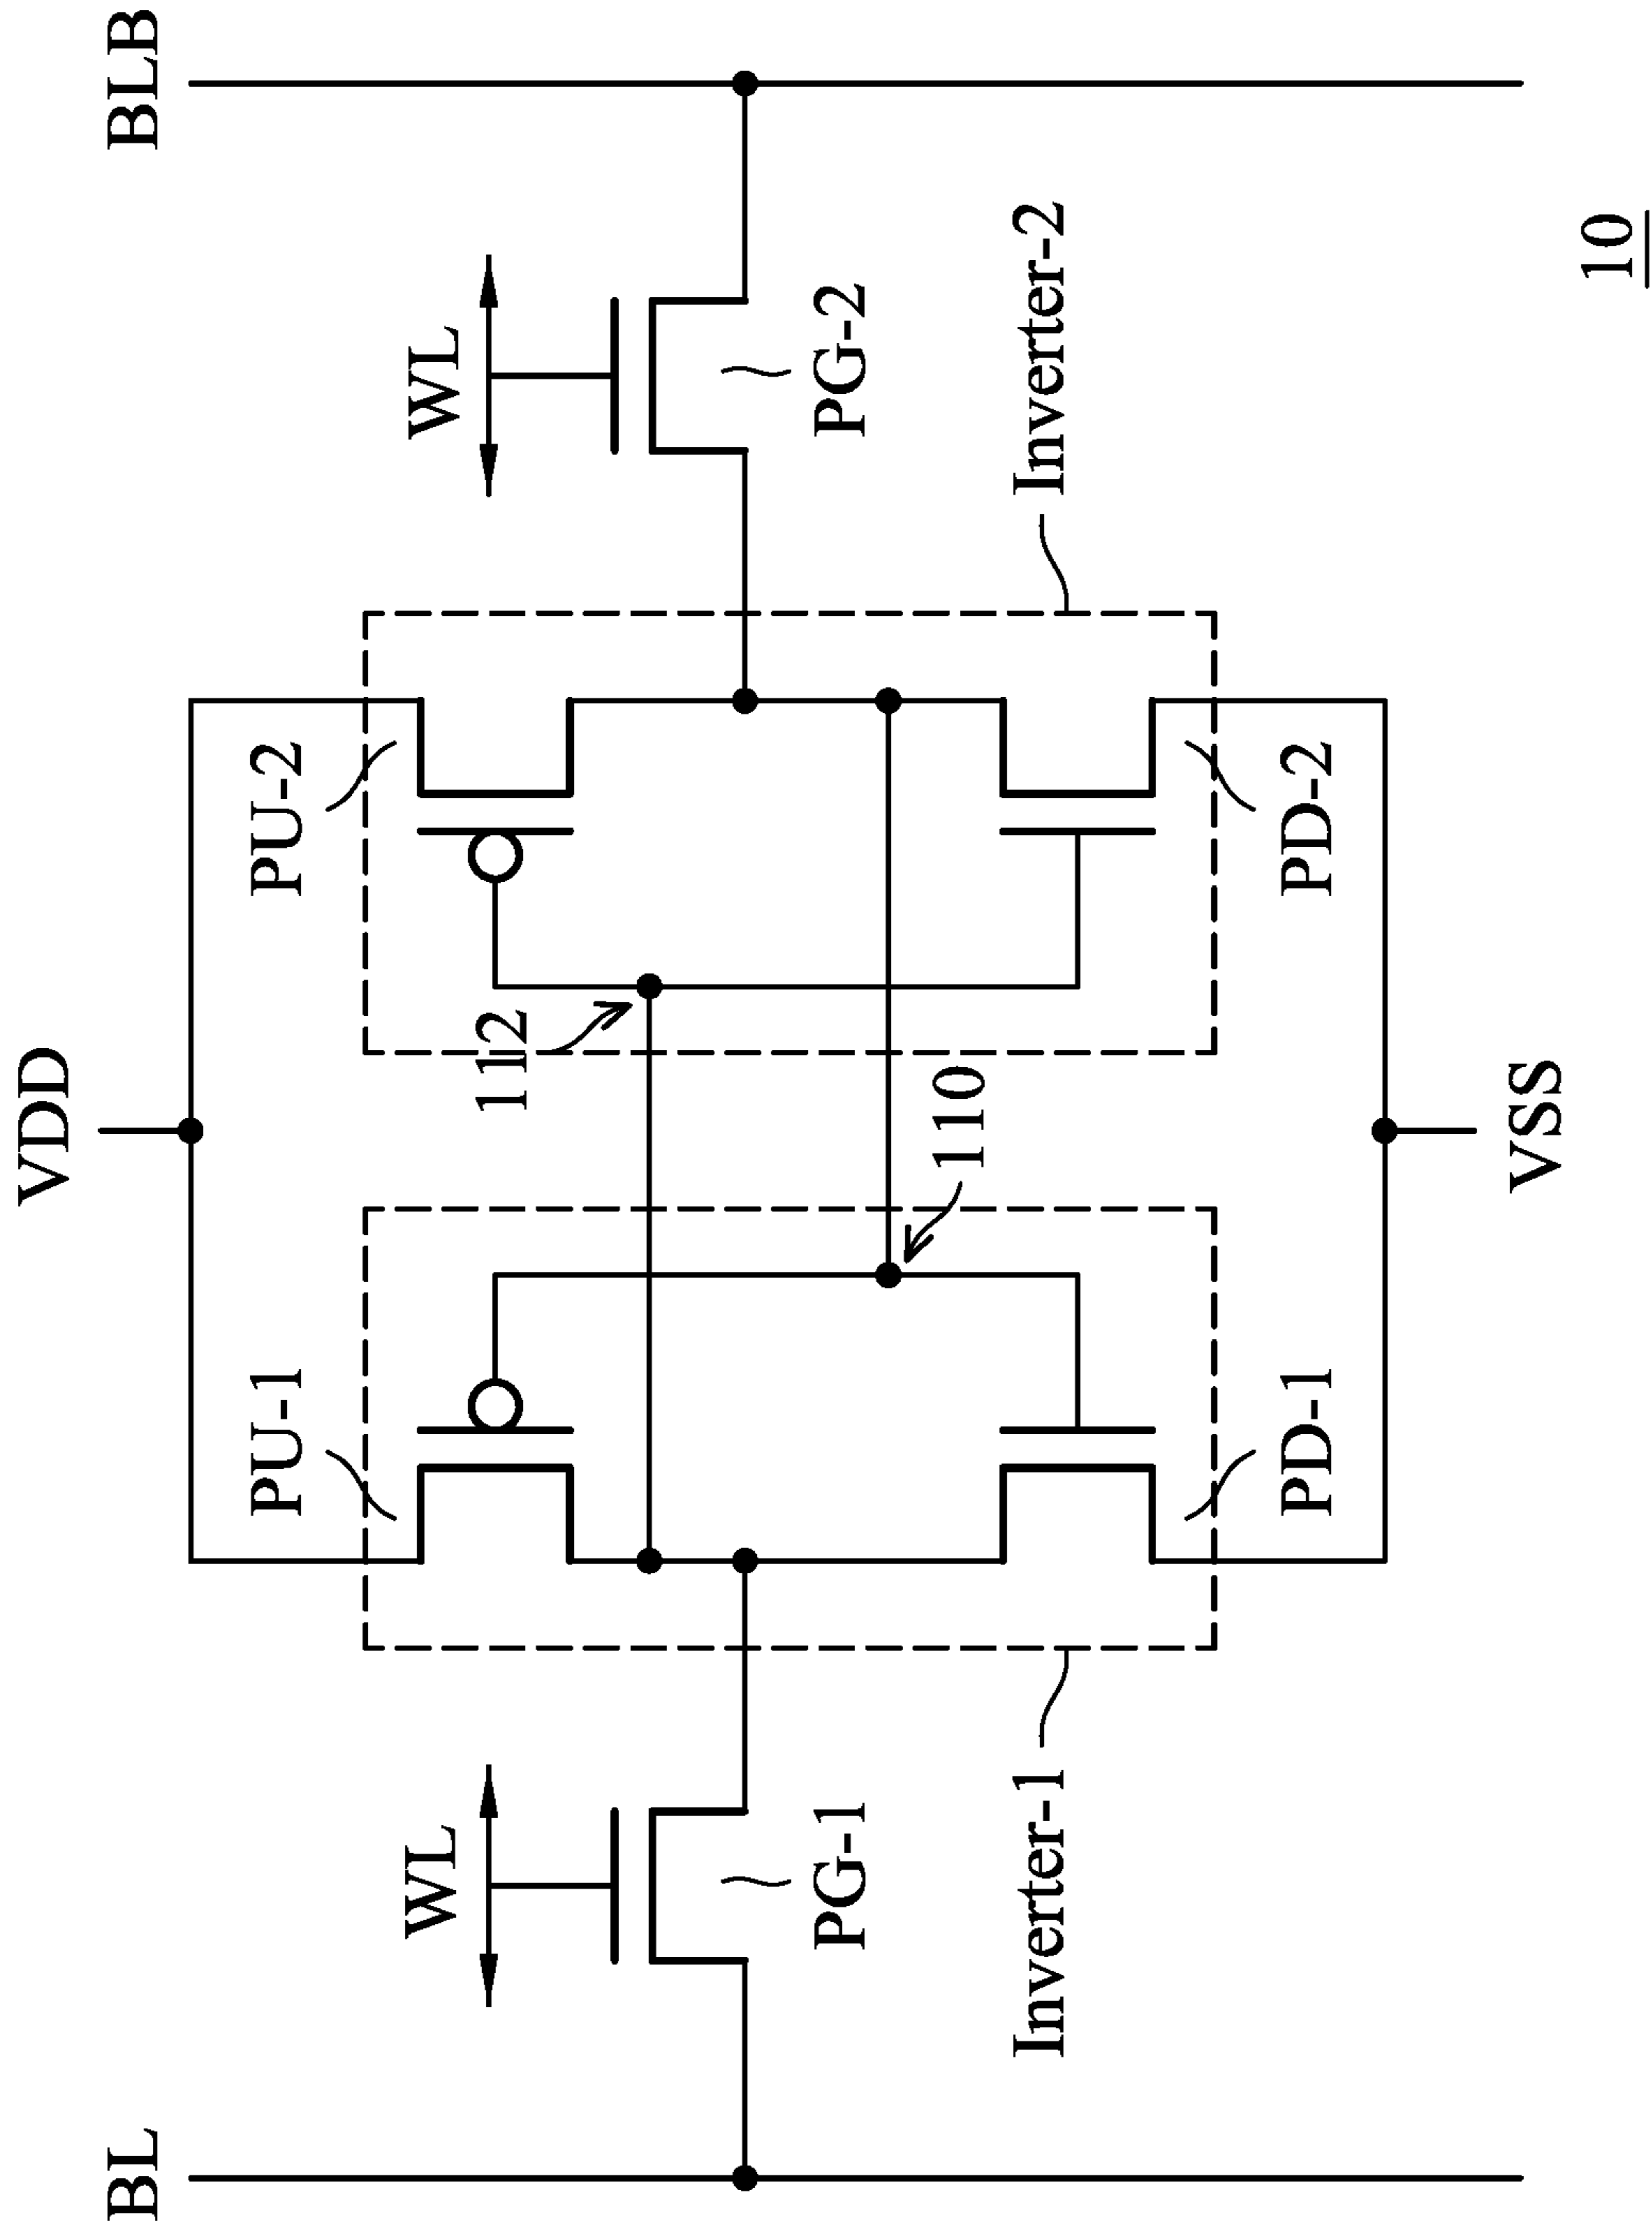 VDD
BL
BLB
PU-1
PU-2
WL
WL
112
PG-1
PG-2
110
Inverter-1
Inverter-2
PD-1
PD-2
VSS
10